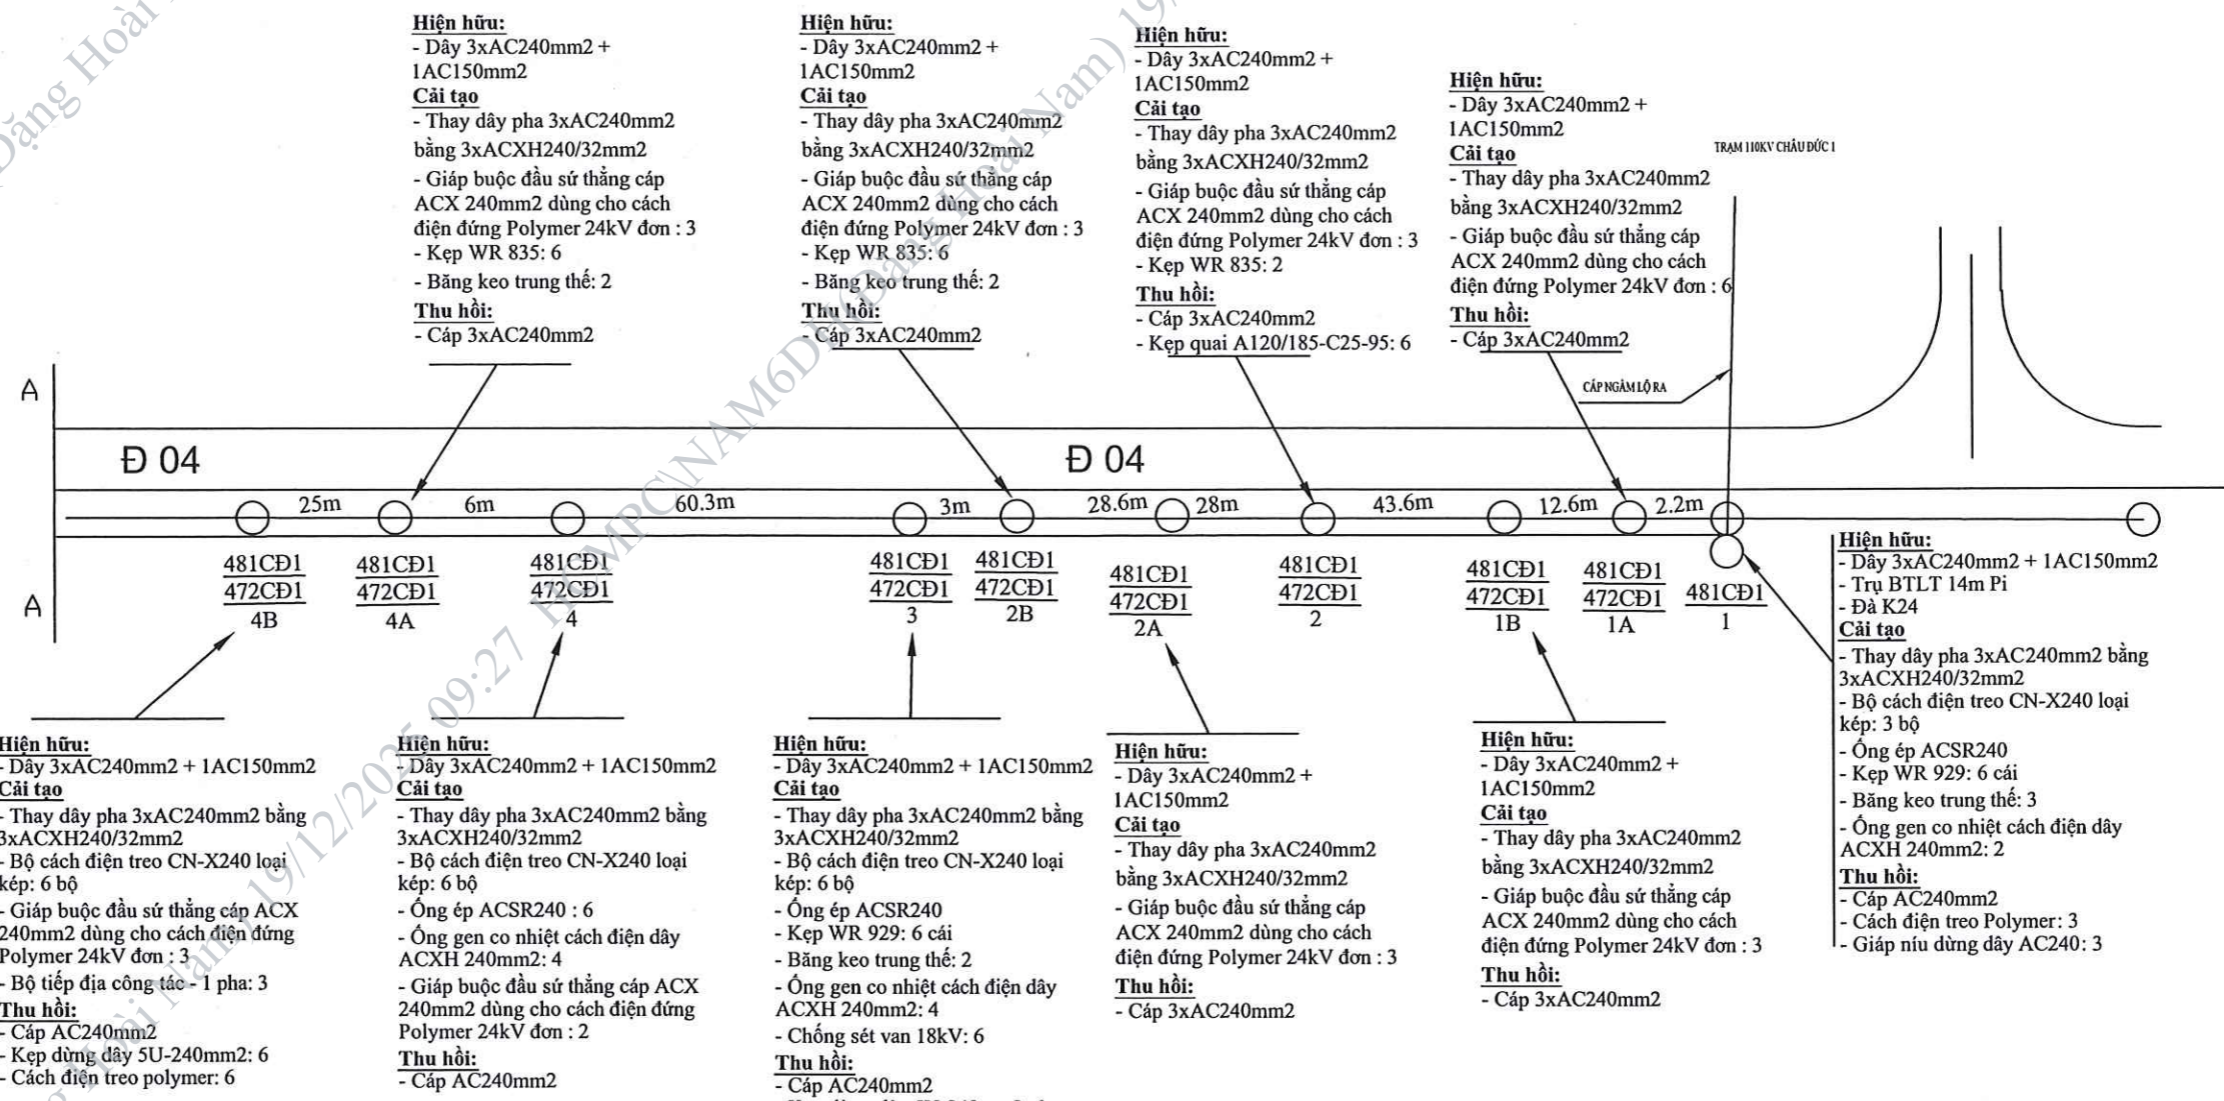 Hiện hữu:
- Dây 3xAC240mm2 +
1AC150mm2
Cải tạo
- Thay dây pha 3xAC240mm2
bằng 3xACXH240/32mm2
- Giáp buộc đầu sứ thẳng cáp
ACX 240mm2 dùng cho cách
điện đứng Polymer 24kV đơn : 3
- Kẹp WR 835: 6
- Băng keo trung thế: 2
Thu hồi:
- Cáp 3xAC240mm2
Hiện hữu:
- Dây 3xAC240mm2 +
1AC150mm2
Cải tạo
- Thay dây pha 3xAC240mm2
bằng 3xACXH240/32mm2
- Giáp buộc đầu sứ thẳng cáp
ACX 240mm2 dùng cho cách
điện đứng Polymer 24kV đơn : 3
- Kẹp WR 835: 6
- Băng keo trung thế: 2
Thu hồi:
- Cáp 3xAC240mm2
Hiện hữu:
- Dây 3xAC240mm2 +
1AC150mm2
Cải tạo
- Thay dây pha 3xAC240mm2
bằng 3xACXH240/32mm2
- Giáp buộc đầu sứ thẳng cáp
ACX 240mm2 dùng cho cách
điện đứng Polymer 24kV đơn : 3
- Kẹp WR 835: 2
Thu hồi:
- Cáp 3xAC240mm2
- Kẹp quai A120/185-C25-95: 6
Hiện hữu:
- Dây 3xAC240mm2 +
1AC150mm2
Cải tạo
- Thay dây pha 3xAC240mm2
bằng 3xACXH240/32mm2
- Giáp buộc đầu sứ thẳng cáp
ACX 240mm2 dùng cho cách
điện đứng Polymer 24kV đơn : 6
Thu hồi:
- Cáp 3xAC240mm2
TRẠM 110KV CHÂU ĐỨC 1
CÁP NGẦM LỘ RA
A
Đ 04
Đ 04
25m
6m
60.3m
3m
28.6m
28m
43.6m
12.6m
2.2m
A
481CĐ1
472CĐ1
4B
481CĐ1
472CĐ1
4A
481CĐ1
472CĐ1
4
481CĐ1
472CĐ1
3
481CĐ1
472CĐ1
2B
481CĐ1
472CĐ1
2A
481CĐ1
472CĐ1
2
481CĐ1
472CĐ1
1B
481CĐ1
472CĐ1
1A
481CĐ1
1
Hiện hữu:
- Dây 3xAC240mm2 + 1AC150mm2
- Trụ BTLT 14m Pi
- Đà K24
Cải tạo
- Thay dây pha 3xAC240mm2 bằng
3xACXH240/32mm2
- Bộ cách điện treo CN-X240 loại
kép: 3 bộ
- Ống ép ACSR240
- Kẹp WR 929: 6 cái
- Băng keo trung thế: 3
- Ống gen co nhiệt cách điện dây
ACXH 240mm2: 2
Thu hồi:
- Cáp AC240mm2
- Cách điện treo Polymer: 3
- Giáp níu dừng dây AC240: 3
Hiện hữu:
- Dây 3xAC240mm2 + 1AC150mm2
Cải tạo
- Thay dây pha 3xAC240mm2 bằng
3xACXH240/32mm2
- Bộ cách điện treo CN-X240 loại
kép: 6 bộ
- Giáp buộc đầu sứ thẳng cáp ACX
240mm2 dùng cho cách điện đứng
Polymer 24kV đơn : 3
- Bộ tiếp địa công tác - 1 pha: 3
Thu hồi:
- Cáp AC240mm2
- Kẹp dừng dây 5U-240mm2: 6
- Cách điện treo polymer: 6
Hiện hữu:
- Dây 3xAC240mm2 + 1AC150mm2
Cải tạo
- Thay dây pha 3xAC240mm2 bằng
3xACXH240/32mm2
- Bộ cách điện treo CN-X240 loại
kép: 6 bộ
- Ống ép ACSR240 : 6
- Ống gen co nhiệt cách điện dây
ACXH 240mm2: 4
- Giáp buộc đầu sứ thẳng cáp ACX
240mm2 dùng cho cách điện đứng
Polymer 24kV đơn : 2
Thu hồi:
- Cáp AC240mm2
Hiện hữu:
- Dây 3xAC240mm2 + 1AC150mm2
Cải tạo
- Thay dây pha 3xAC240mm2 bằng
3xACXH240/32mm2
- Bộ cách điện treo CN-X240 loại
kép: 6 bộ
- Ống ép ACSR240
- Kẹp WR 929: 6 cái
- Băng keo trung thế: 2
- Ống gen co nhiệt cách điện dây
ACXH 240mm2: 4
- Chống sét van 18kV: 6
Thu hồi:
- Cáp AC240mm2
Hiện hữu:
- Dây 3xAC240mm2 +
1AC150mm2
Cải tạo
- Thay dây pha 3xAC240mm2
bằng 3xACXH240/32mm2
- Giáp buộc đầu sứ thẳng cáp
ACX 240mm2 dùng cho cách
điện đứng Polymer 24kV đơn : 3
Thu hồi:
- Cáp 3xAC240mm2
Hiện hữu:
- Dây 3xAC240mm2 +
1AC150mm2
Cải tạo
- Thay dây pha 3xAC240mm2
bằng 3xACXH240/32mm2
- Giáp buộc đầu sứ thẳng cáp
ACX 240mm2 dùng cho cách
điện đứng Polymer 24kV đơn : 3
Thu hồi:
- Cáp 3xAC240mm2
Đặng Hoài
Hoài Nam) 19/12/2025 09:27 HCMPC\NAM6DH (Đặng Hoài Nam) 19/